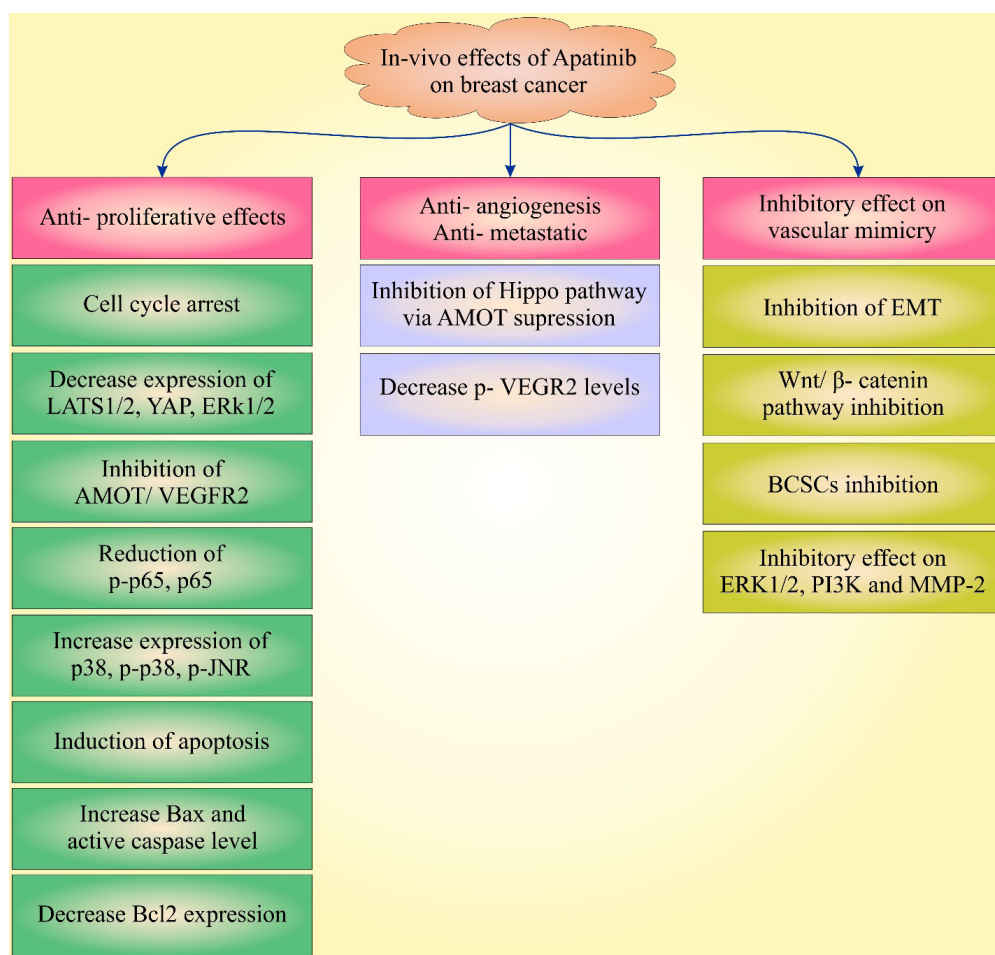 In-vivo effects of Apatinib
on breast cancer
Anti- proliferative effects
Cell cycle arrest
Decrease expression of
LATS1/2, YAP, ERk1/2
Inhibition of
AMOT/ VEGFR2
Reduction of
p-p65, p65
Increase expression of
p38, p-p38, p-JNR
Induction of apoptosis
Increase Bax and
active caspase level
Decrease Bcl2 expression
Anti- angiogenesis
Anti- metastatic
Inhibition of Hippo pathway
via AMOT supression
Decrease p- VEGR2 levels
Inhibitory effect on
vascular mimicry
Inhibition of EMT
Wnt/ β- catenin
pathway inhibition
BCSCs inhibition
Inhibitory effect on
ERK1/2, PI3K and MMP-2